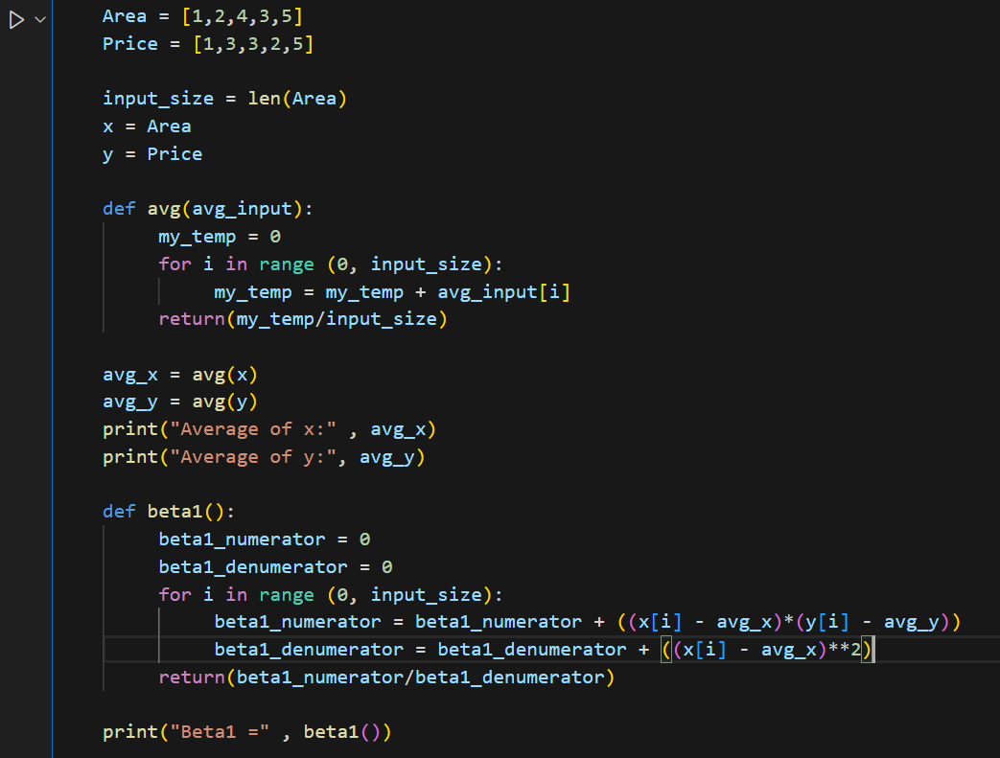 Area = [1,2,4,3,5]
Price = [1,3,3,2,5]
input_size = len(Area)
x = Area
y = Price
def avg(avg_input):
my_temp = 0
for i in range (0, input_size):
my_temp = my_temp + avg_input[i]
return(my_temp/input_size)
avg_x = avg(x)
avg_y = avg(y)
print("Average of x:" , avg_x)
print("Average of y:", avg_y)
def beta1():
beta1_numerator = 0
beta1_denumerator = 0
for i in range (0, input_size):
beta1_numerator = beta1_numerator + ((x[i] - avg_x)*(y[i] - avg_y))
beta1_denumerator = beta1_denumerator + ((x[i] - avg_x)**2)
return(beta1_numerator/beta1_denumerator)
print("Beta1 =" , beta1())